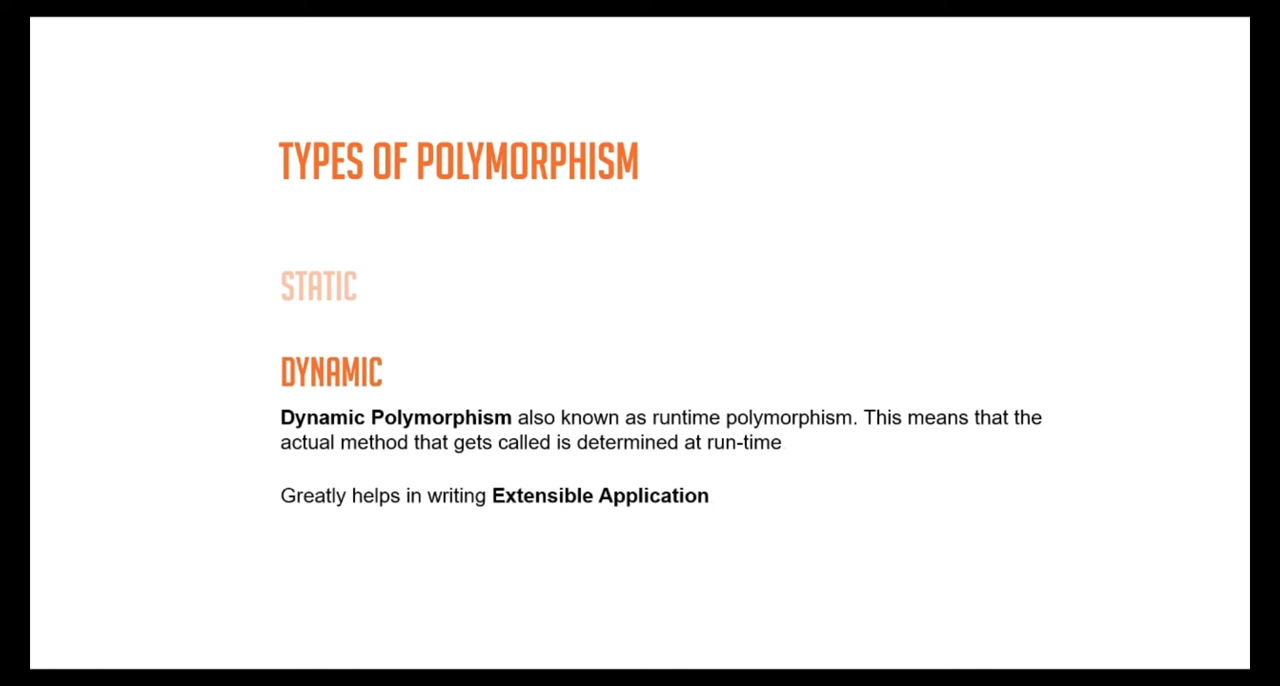 TYPES OF POLYMORPHISM
STATIC
DYNAMIC
Dynamic Polymorphism also known as runtime polymorphism. This means that the
actual method that gets called is determined at run-time
Greatly helps in writing Extensible Application